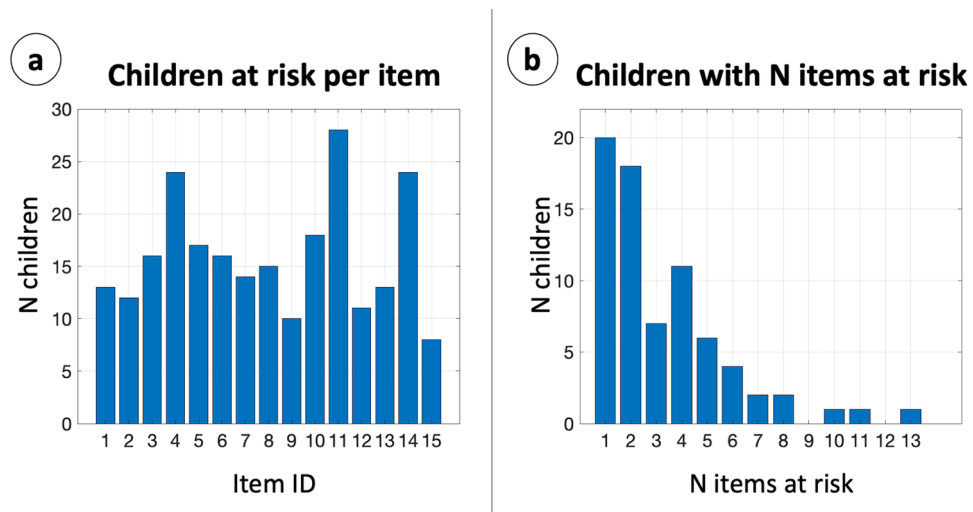 a
Children at risk per item
N children
30
25
20
15
10
5
0
1 2 3 4 5 6 7 8 9 10 11 12 13 14 15
Item ID
b
Children with N items at risk
N children
20
15
10
5
0
1 2 3 4 5 6 7 8 9 10 11 12 13
N items at risk